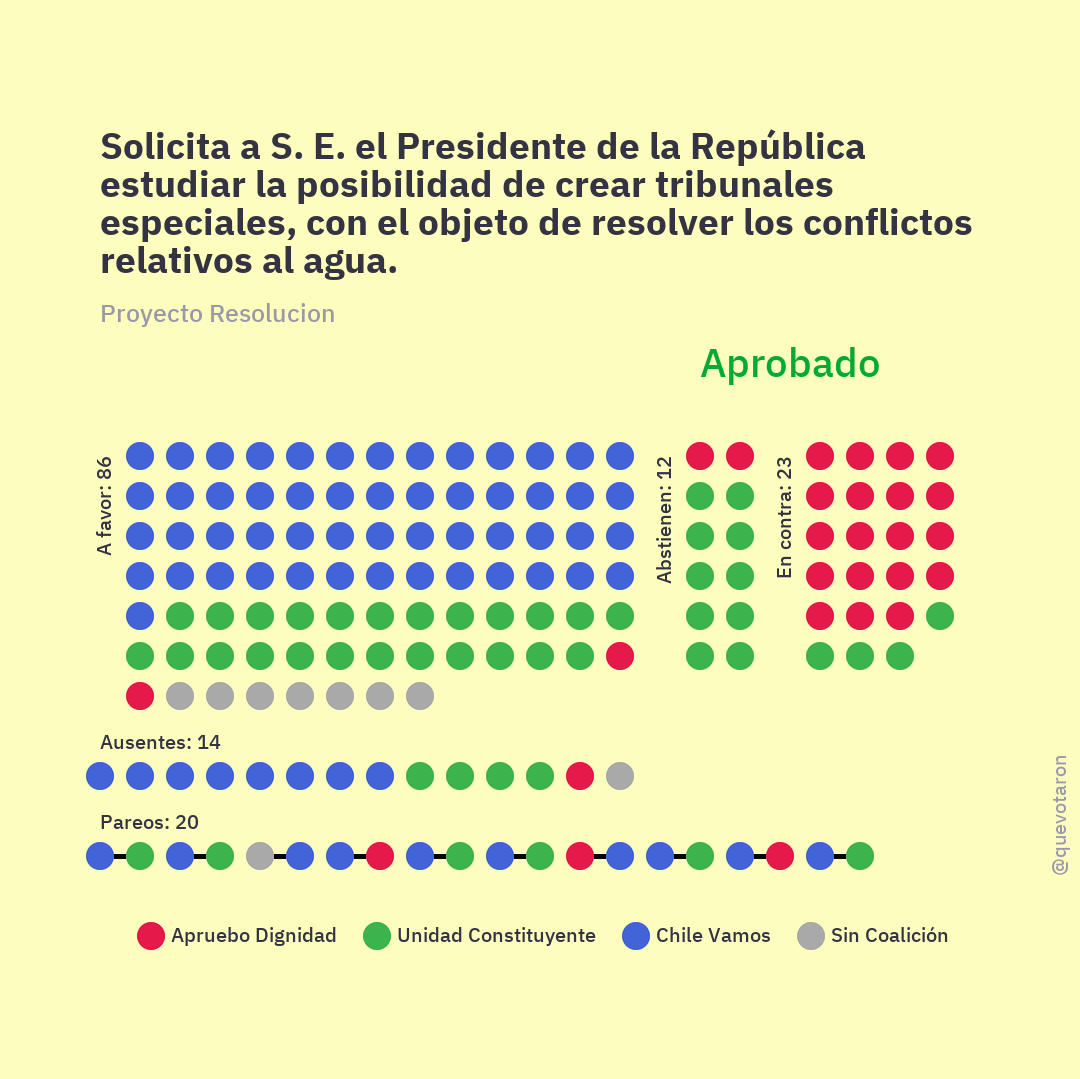 Solicita a S. E. el Presidente de la República
estudiar la posibilidad de crear tribunales
especiales, con el objeto de resolver los conflictos
relativos al agua.
Proyecto Resolucion
Aprobado
A favor: 86
Abstienen: 12
En contra: 23
Ausentes: 14
Pareos: 20
@quevotaron
Apruebo Dignidad
Unidad Constituyente
Chile Vamos
Sin Coalición